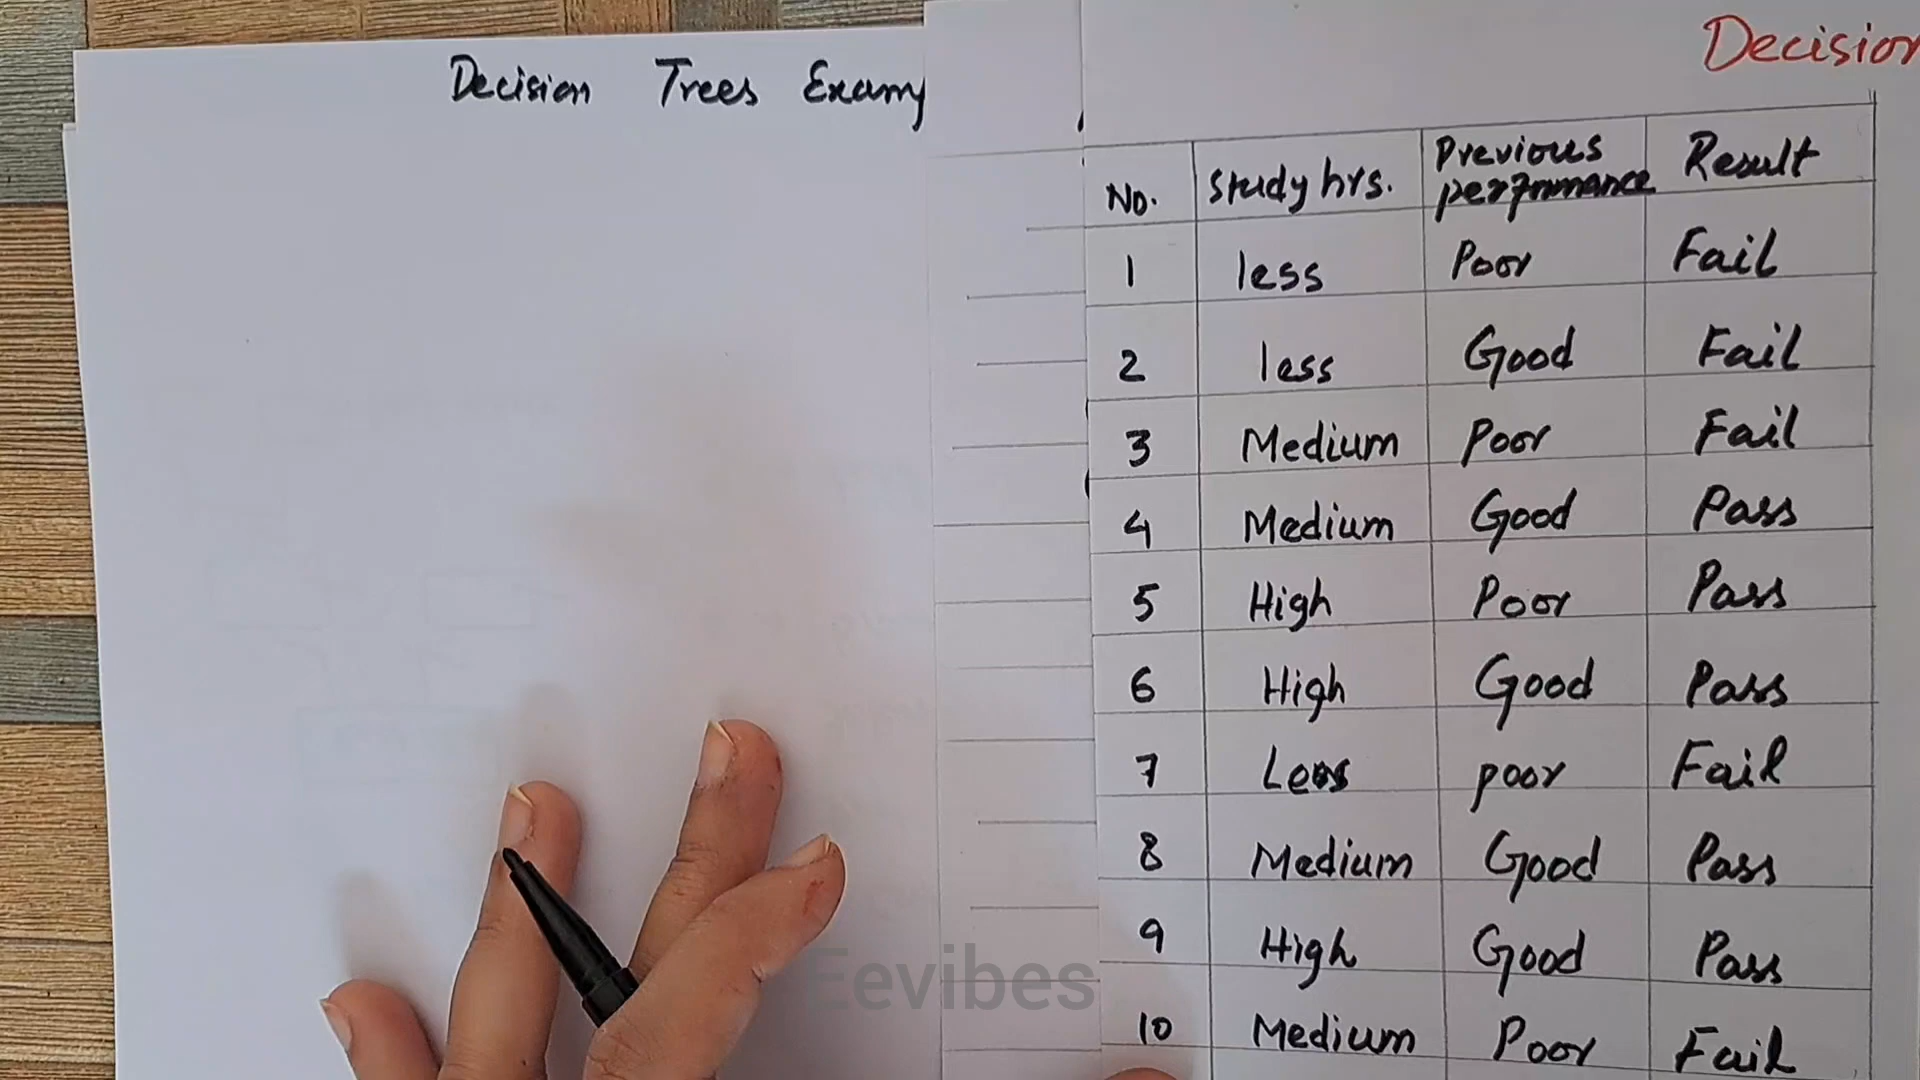 Decision Trees Examp
Decision
No. Study hrs. Previous performance Result
1 less Poor Fail
2 less Good Fail
3 Medium Poor Fail
4 Medium Good Pass
5 High Poor Pass
6 High Good Pass
7 Less poor Fail
8 Medium Good Pass
9 High Good Pass
10 Medium Poor Fail
Eevibes